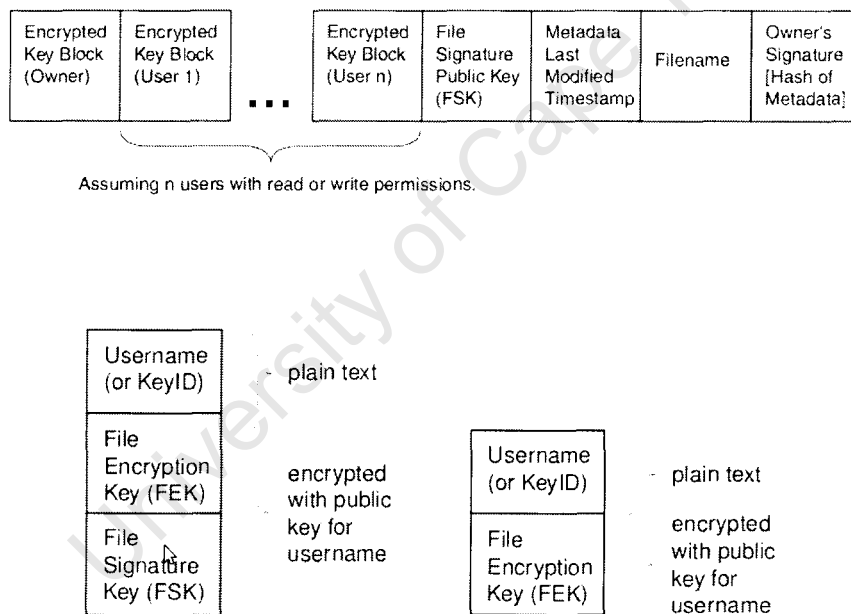 Encrypted
Key Block
(Owner)
Encrypted
Key Block
(User 1)
...
Encrypted
Key Block
(User n)
File
Signature
Public Key
(FSK)
Metadata
Last
Modified
Timestamp
Filename
Owner's
Signature
[Hash of
Metadata]
Assuming n users with read or write permissions.
Username
(or KeyID)
plain text
File
Encryption
Key (FEK)
File
Signature
Key (FSK)
encrypted
with public
key for
username
Username
(or KeyID)
plain text
File
Encryption
Key (FEK)
encrypted
with public
key for
username
University of Cape T